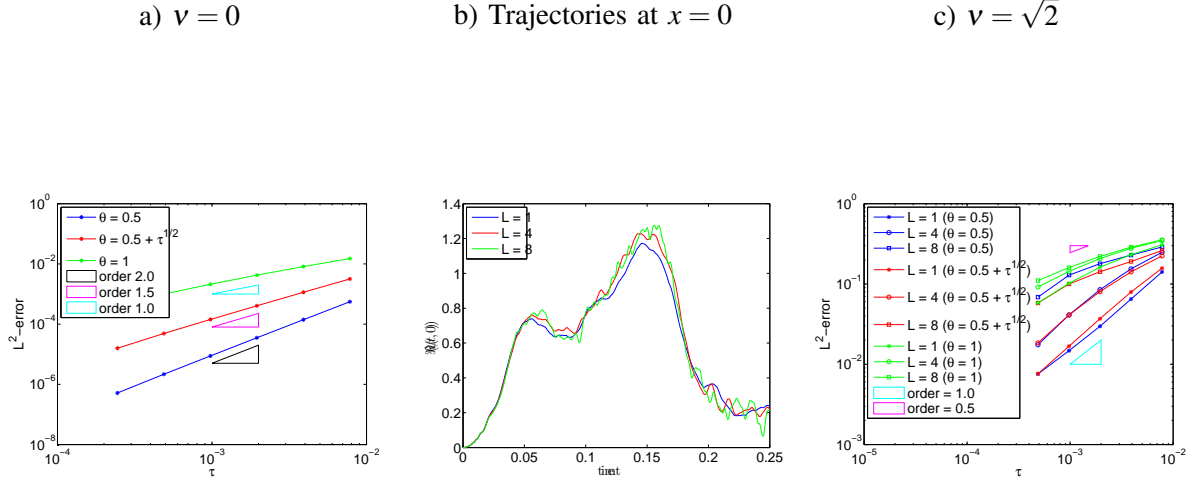 a) ν = 0
b) Trajectories at x = 0
c) ν = √2
10^0
10^-2
10^-4
10^-6
10^-8
L^2-error
θ = 0.5
θ = 0.5 + τ^1/2
θ = 1
order 2.0
order 1.5
order 1.0
10^-4
10^-3
10^-2
τ
1.4
1.2
1
0.8
0.6
0.4
0.2
0
L = 1
L = 4
L = 8
0
0.05
0.1
0.15
0.2
0.25
10^0
10^-1
10^-2
10^-3
L^2-error
L = 1 (θ = 0.5)
L = 4 (θ = 0.5)
L = 8 (θ = 0.5)
L = 1 (θ = 0.5 + τ^1/2)
L = 4 (θ = 0.5 + τ^1/2)
L = 8 (θ = 0.5 + τ^1/2)
L = 1 (θ = 1)
L = 4 (θ = 1)
L = 8 (θ = 1)
order = 1.0
order = 0.5
10^-5
10^-4
10^-3
10^-2
τ